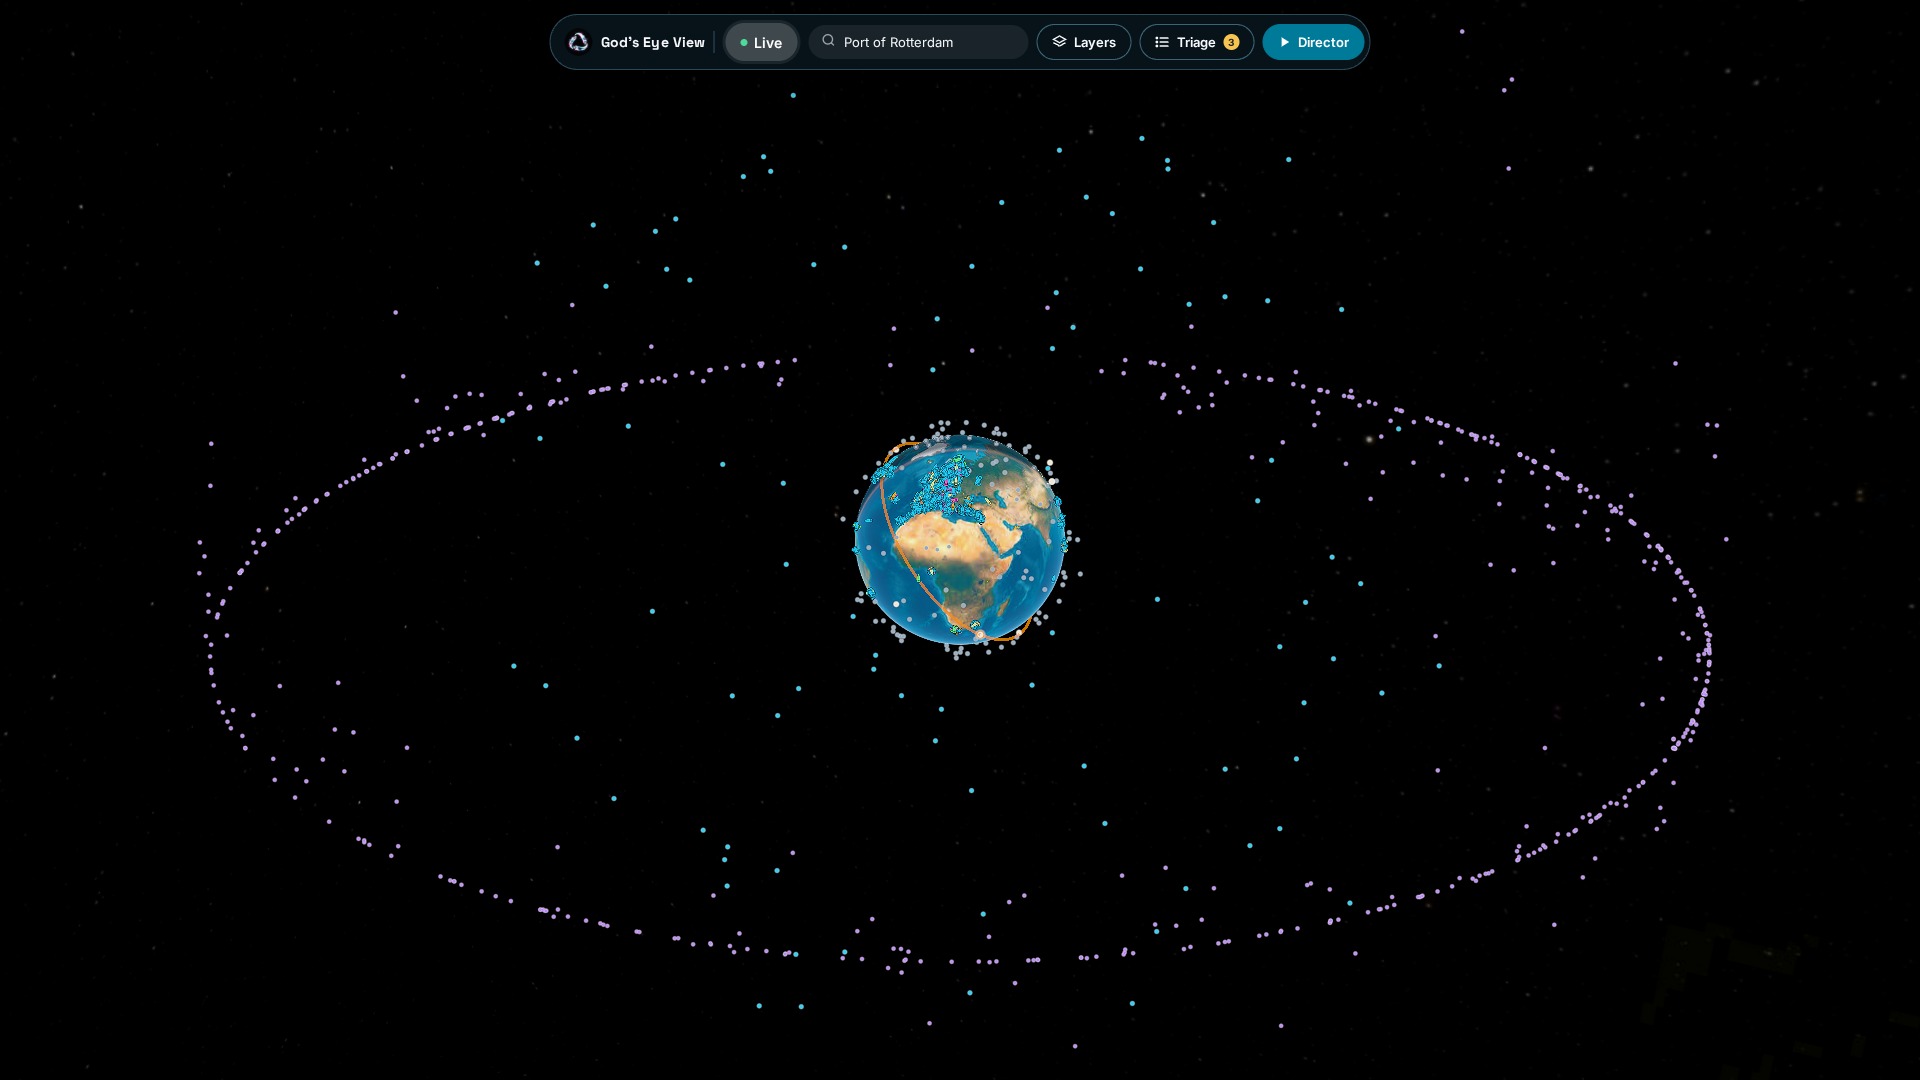 God's Eye View
Live
Port of Rotterdam
Layers
Triage 3
Director